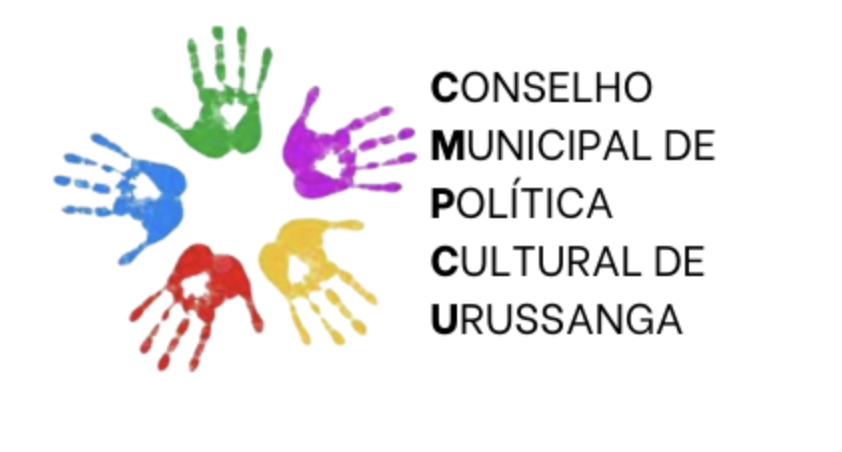 CONSELHO
MUNICIPAL DE
POLÍTICA
CULTURAL DE
URUSSANGA